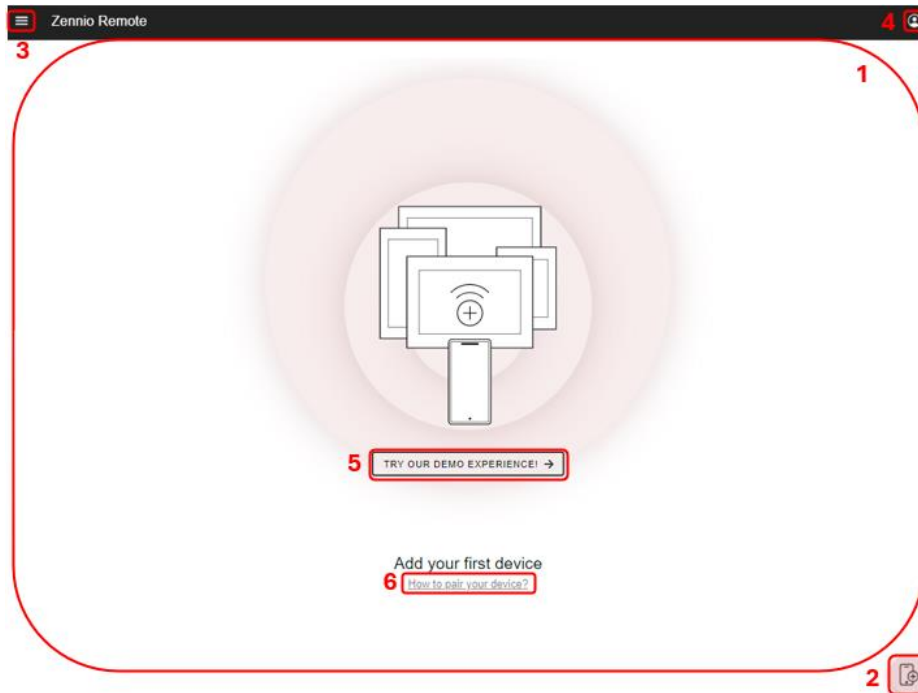 Zennio Remote
4
3
1
5
TRY OUR DEMO EXPERIENCE! →
Add your first device
6
How to pair your device?
2